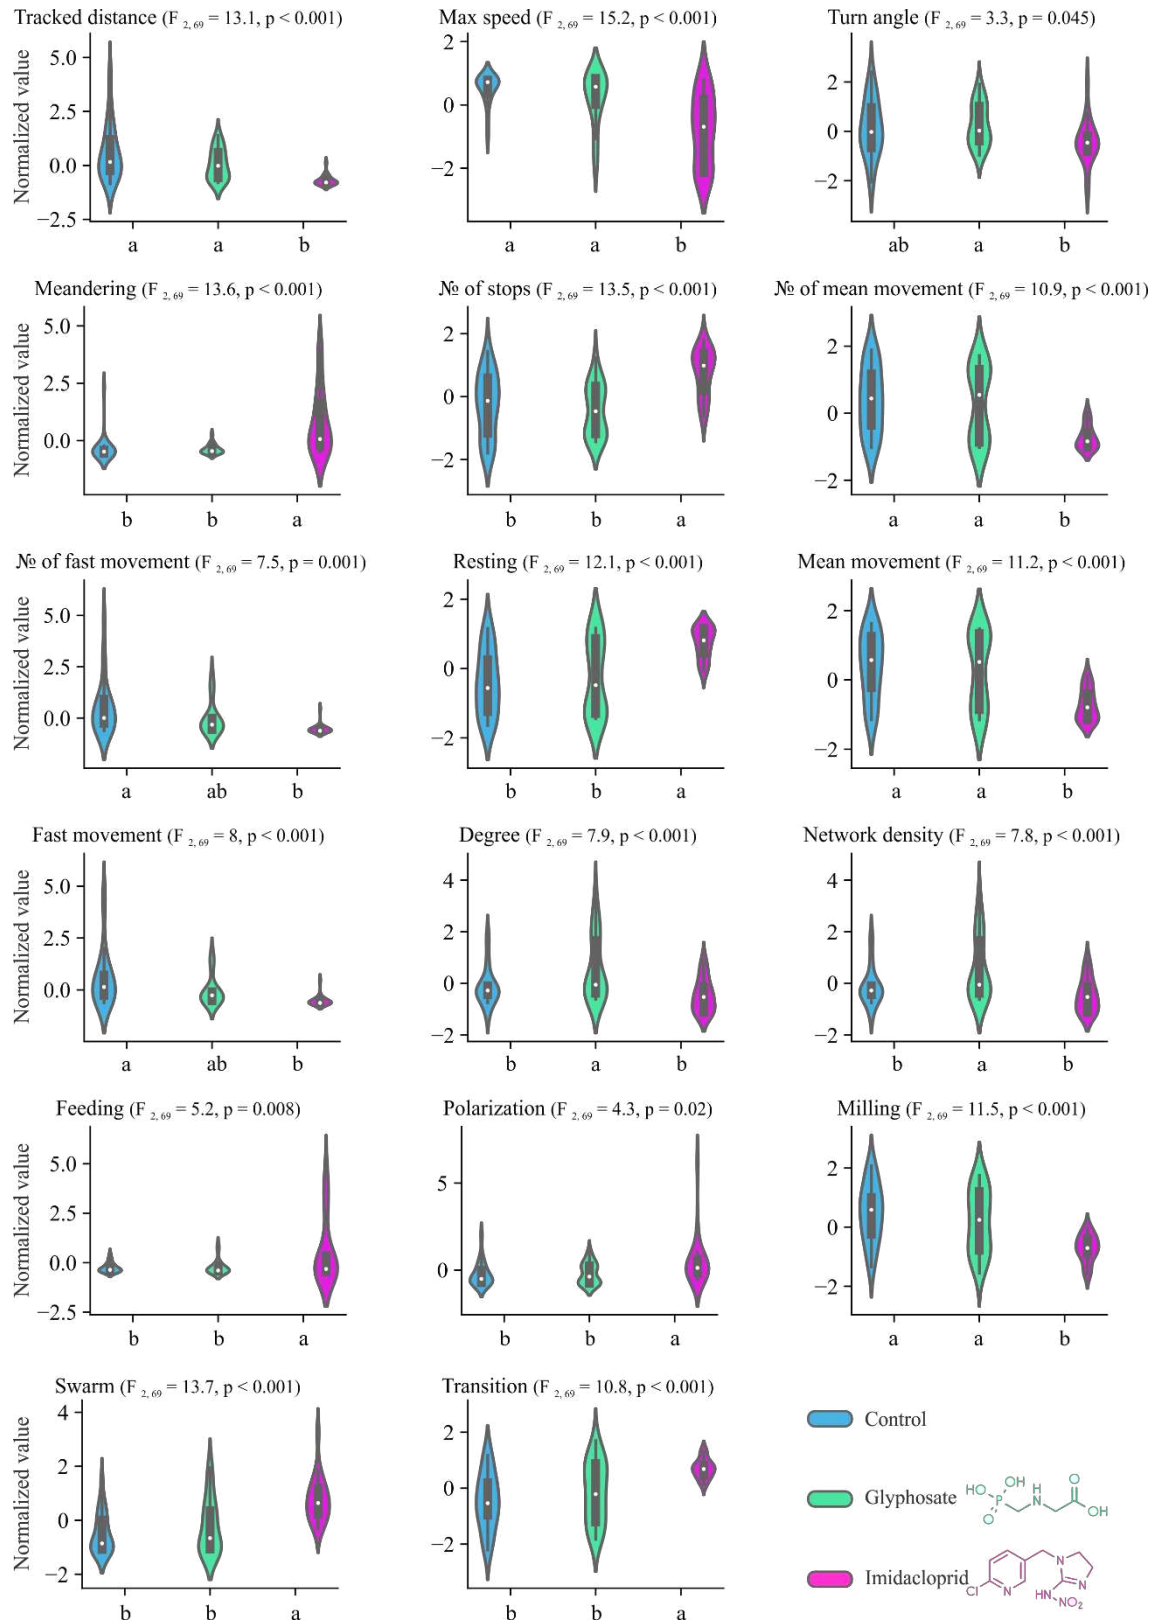 Tracked distance (F 2, 69 = 13.1, p < 0.001)
Max speed (F 2, 69 = 15.2, p < 0.001)
Turn angle (F 2, 69 = 3.3, p = 0.045)
Normalized value
5.0
2.5
0.0
−2.5
a a b
2
0
−2
a a b
2
0
−2
ab a b
Meandering (F 2, 69 = 13.6, p < 0.001)
№ of stops (F 2, 69 = 13.5, p < 0.001)
№ of mean movement (F 2, 69 = 10.9, p < 0.001)
Normalized value
5.0
2.5
0.0
b b a
2
0
−2
b b a
2
0
−2
a a b
№ of fast movement (F 2, 69 = 7.5, p = 0.001)
Resting (F 2, 69 = 12.1, p < 0.001)
Mean movement (F 2, 69 = 11.2, p < 0.001)
Normalized value
5.0
2.5
0.0
a ab b
2
0
−2
b b a
2
0
−2
a a b
Fast movement (F 2, 69 = 8, p < 0.001)
Degree (F 2, 69 = 7.9, p < 0.001)
Network density (F 2, 69 = 7.8, p < 0.001)
Normalized value
5.0
2.5
0.0
a ab b
4
2
0
−2
b a b
4
2
0
−2
b a b
Feeding (F 2, 69 = 5.2, p = 0.008)
Polarization (F 2, 69 = 4.3, p = 0.02)
Milling (F 2, 69 = 11.5, p < 0.001)
Normalized value
5.0
2.5
0.0
−2.5
b b a
5
0
b b a
2
0
−2
a a b
Swarm (F 2, 69 = 13.7, p < 0.001)
Transition (F 2, 69 = 10.8, p < 0.001)
Normalized value
4
2
0
−2
b b a
2
0
−2
b b a
Control
Glyphosate
HO OH P O H N O OH
Imidacloprid
Cl N N N HN NO2